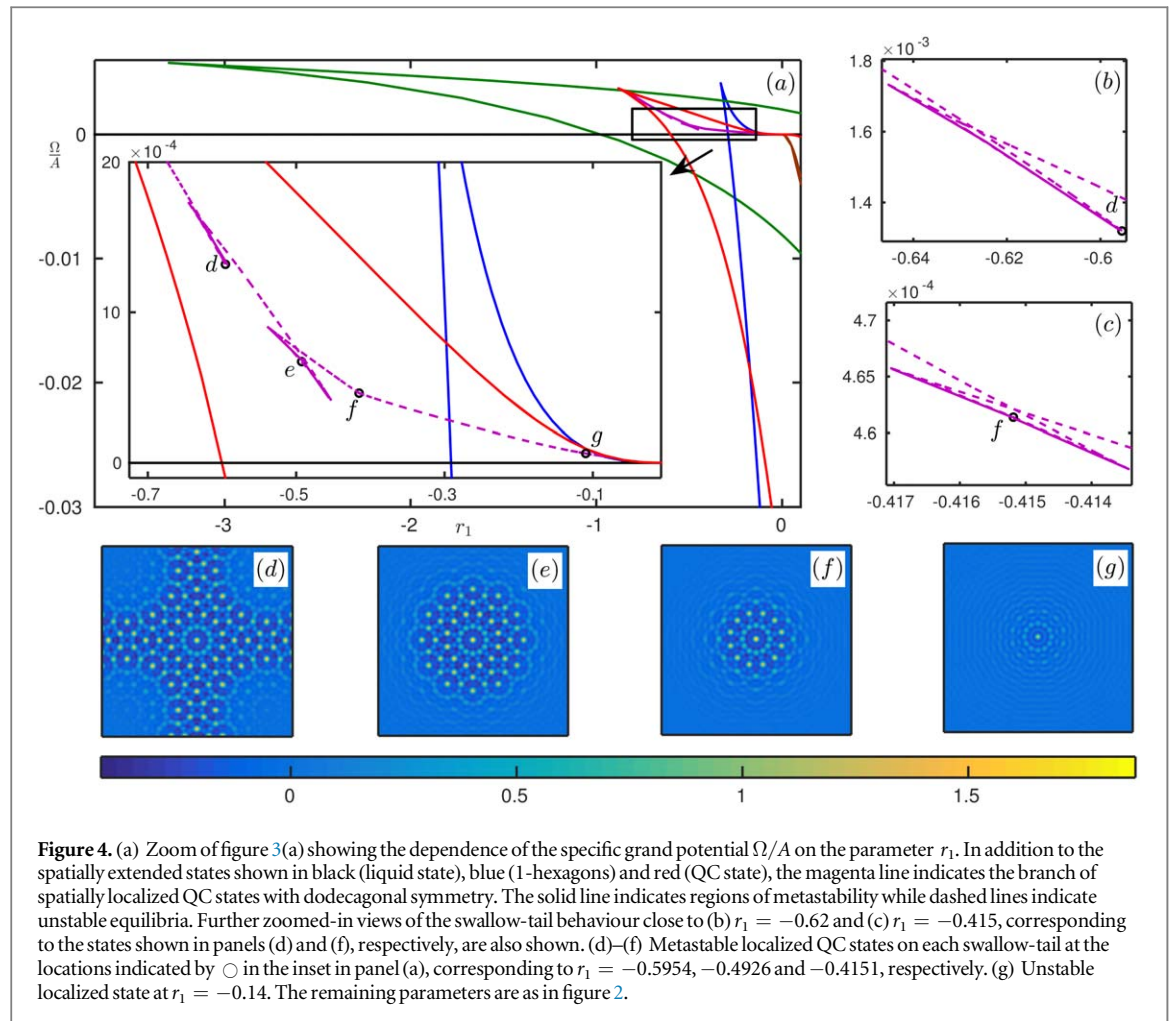 (a)
0
-0.01
-0.02
-0.03
Ω/A
-3
-2
-1
0
r₁
20 ×10⁻⁴
10
0
-0.7
-0.5
-0.3
-0.1
d
e
f
g
×10⁻³
1.8
1.6
1.4
(b)
d
-0.64
-0.62
-0.6
×10⁻⁴
4.7
4.65
4.6
(c)
f
-0.417
-0.416
-0.415
-0.414
(d)
(e)
(f)
(g)
0
0.5
1
1.5
Figure 4. (a) Zoom of figure 3(a) showing the dependence of the specific grand potential Ω/A on the parameter r₁. In addition to the
spatially extended states shown in black (liquid state), blue (1-hexagons) and red (QC state), the magenta line indicates the branch of
spatially localized QC states with dodecagonal symmetry. The solid line indicates regions of metastability while dashed lines indicate
unstable equilibria. Further zoomed-in views of the swallow-tail behaviour close to (b) r₁ = −0.62 and (c) r₁ = −0.415, corresponding
to the states shown in panels (d) and (f), respectively, are also shown. (d)–(f) Metastable localized QC states on each swallow-tail at the
locations indicated by ○ in the inset in panel (a), corresponding to r₁ = −0.5954, −0.4926 and −0.4151, respectively. (g) Unstable
localized state at r₁ = −0.14. The remaining parameters are as in figure 2.